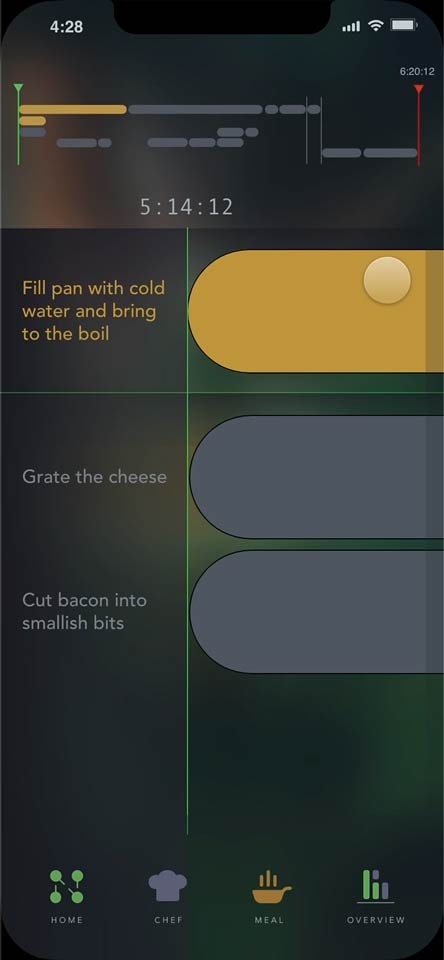 4:28
6:20:12
5:14:12
Fill pan with cold
water and bring
to the boil
Grate the cheese
Cut bacon into
smallish bits
HOME
CHEF
MEAL
OVERVIEW